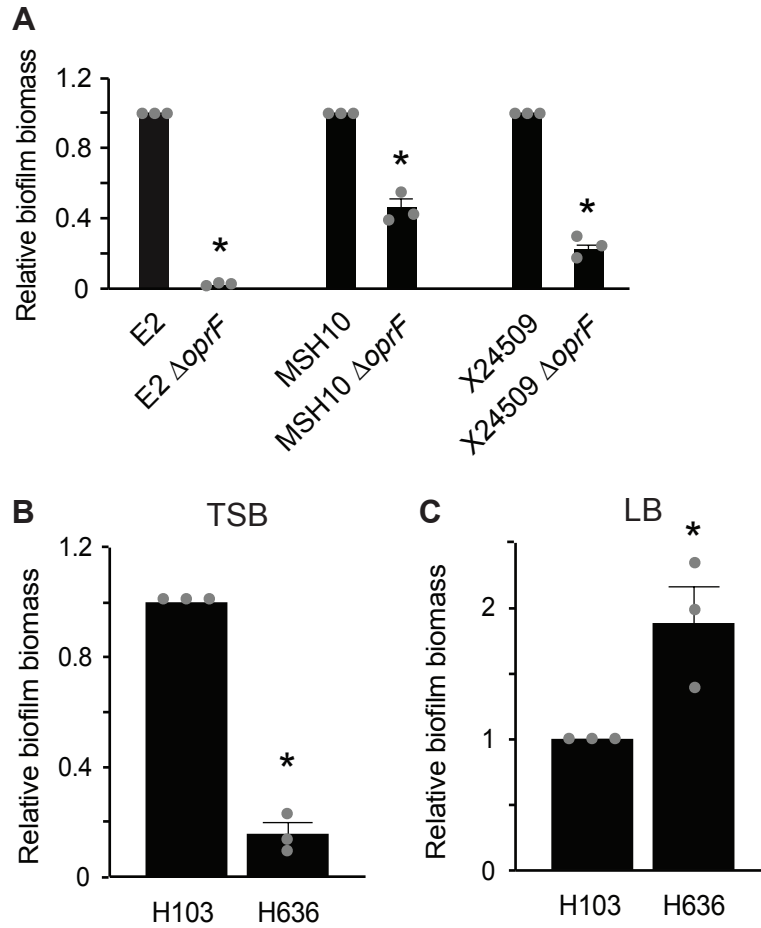 A
Relative biofilm biomass
1.2
0.8
0.4
0
*
*
*
E2
E2 ΔoprF
MSH10
MSH10 ΔoprF
X24509
X24509 ΔoprF
B
TSB
Relative biofilm biomass
1.2
0.8
0.4
0
*
H103
H636
C
LB
Relative biofilm biomass
2
1
0
*
H103
H636